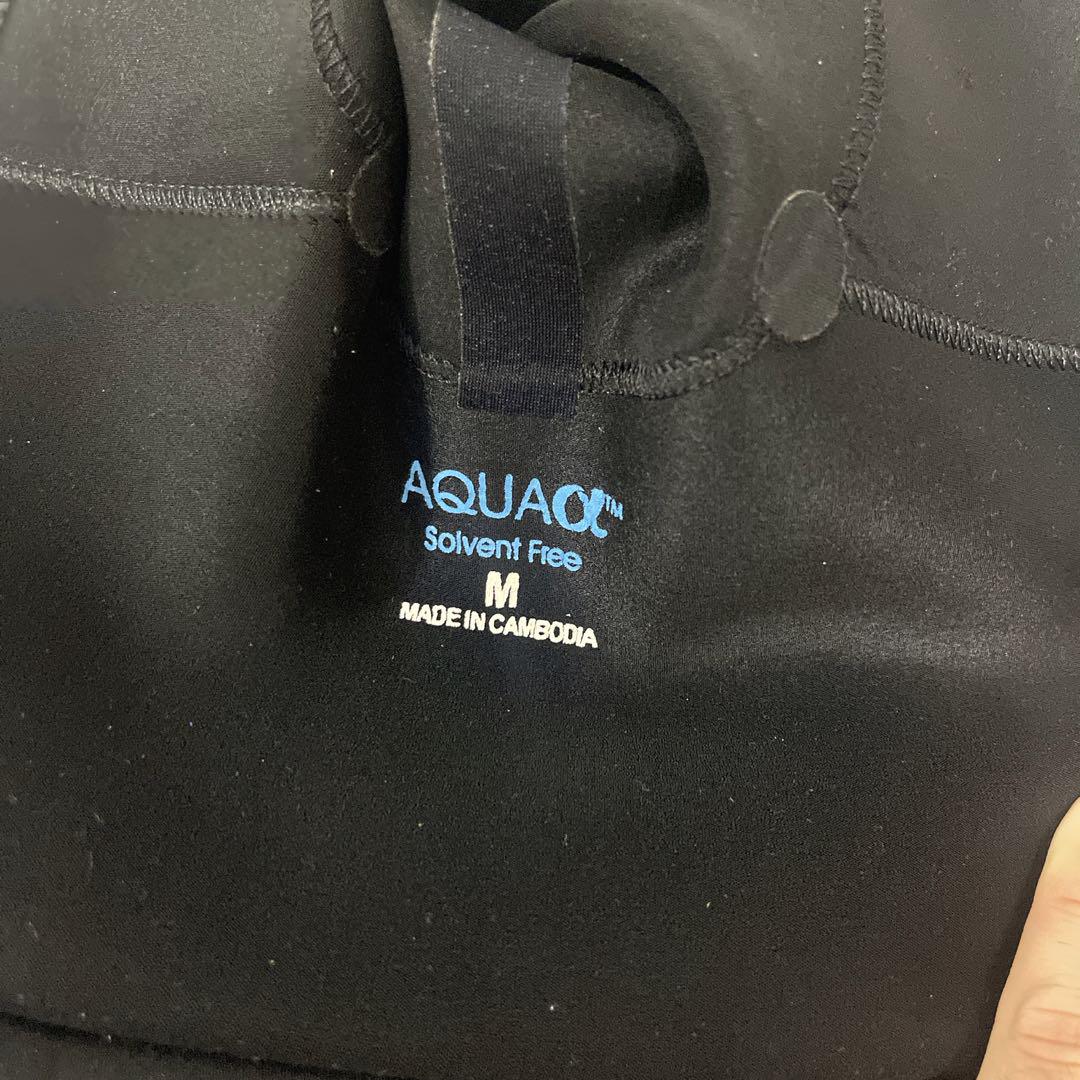 AQUAα™
Solvent Free
M
MADE IN CAMBODIA